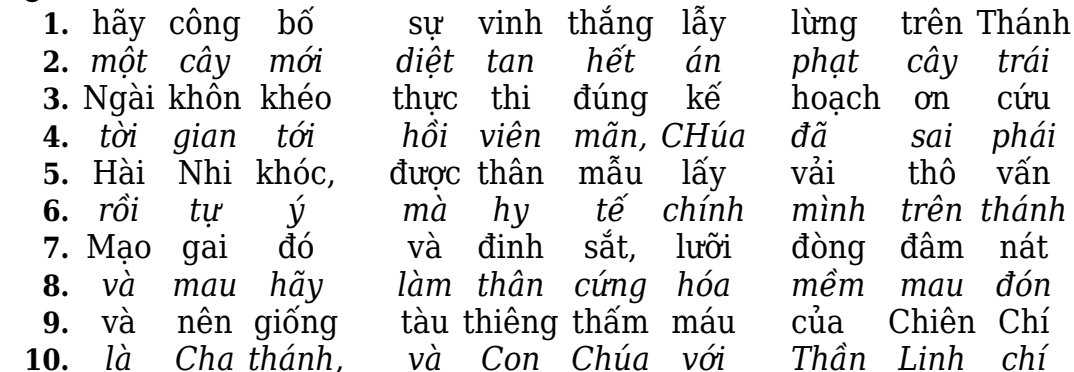 1. hãy công bố sự vinh thắng lẫy lừng trên Thánh
2. một cây mới diệt tan hết án phạt cây trái
3. Ngài khôn khéo thực thi đúng kế hoạch ơn cứu
4. tời gian tới hồi viên mãn, CHúa đã sai phái
5. Hài Nhi khóc, được thân mẫu lấy vải thô vấn
6. rồi tự ý mà hy tế chính mình trên thánh
7. Mạo gai đó và đinh sắt, lưỡi đòng đâm nát
8. và mau hãy làm thân cứng hóa mềm mau đón
9. và nên giống tàu thiêng thấm máu của Chiên Chí
10. là Cha thánh, và Con Chúa với Thần Linh chí